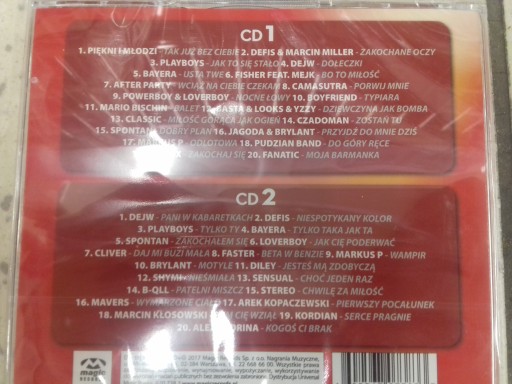 CD 1
1. PIĘKNI I MŁODZI - TAK JUŻ BEZ CIEBIE 2. DEFIS & MARCIN MILLER - ZAKOCHANE OCZY
3. PLAYBOYS - JAK TO SIĘ STAŁO 4. DEJW - DOŁECZKI
5. BAYERA - USTA TWE 6. FISHER FEAT. MEJK - BO TO MIŁOŚĆ
7. AFTER PARTY - WCIĄŻ NA CIEBIE CZEKAM 8. CAMASUTRA - PORWIJ MNIE
9. POWERBOY & LOVERBOY - NOCNE ŁOWY 10. BOYFRIEND - TYPIARA
11. MARIO BISCHIN - BALET 12. BASTA & LOOKS & YZZY - DZIEWCZYNA JAK BOMBA
13. CLASSIC - MIŁOŚĆ GORĄCA JAK OGIEŃ 14. CZADOMAN - ZOSTAŃ TU
15. SPONTAN - DOBRY PLAN 16. JAGODA & BRYLANT - PRZYJDŹ DO MNIE DZIŚ
17. MARKUS P - ODLOTOWA 18. PUDZIAN BAND - DO GÓRY RĘCE
- ZAKOCHAJ SIĘ 20. FANATIC - MOJA BARMANKA
CD 2
1. DEJW - PANI W KABARETKACH 2. DEFIS - NIESPOTYKANY KOLOR
3. PLAYBOYS - TYLKO TY 4. BAYERA - TYLKO TAKA JAK TA
5. SPONTAN - ZAKOCHAŁEM SIĘ 6. LOVERBOY - JAK CIĘ PODERWAĆ
7. CLIVER - DAJ MI BUZI MAŁA 8. FASTER - BETA W BENZIE 9. MARKUS P - WAMPIR
10. BRYLANT - MOTYLE 11. DILEY - JESTEŚ MĄ ZDOBYCZĄ
12. SHYMI - NIEŚMIAŁA 13. SENSUAL - CHOĆ JEDEN RAZ
14. B-QLL - PATELNI MISZCZ 15. STEREO - CHWILĘ ZA MIŁOŚĆ
16. MAVERS - WYMARZONE CIAŁO 17. AREK KOPACZEWSKI - PIERWSZY POCAŁUNEK
18. MARCIN KŁOSOWSKI - CIĘ WZIĄŁ 19. KORDIAN - SERCE PRAGNIE
20. - KOGOŚ CI BRAK
magic